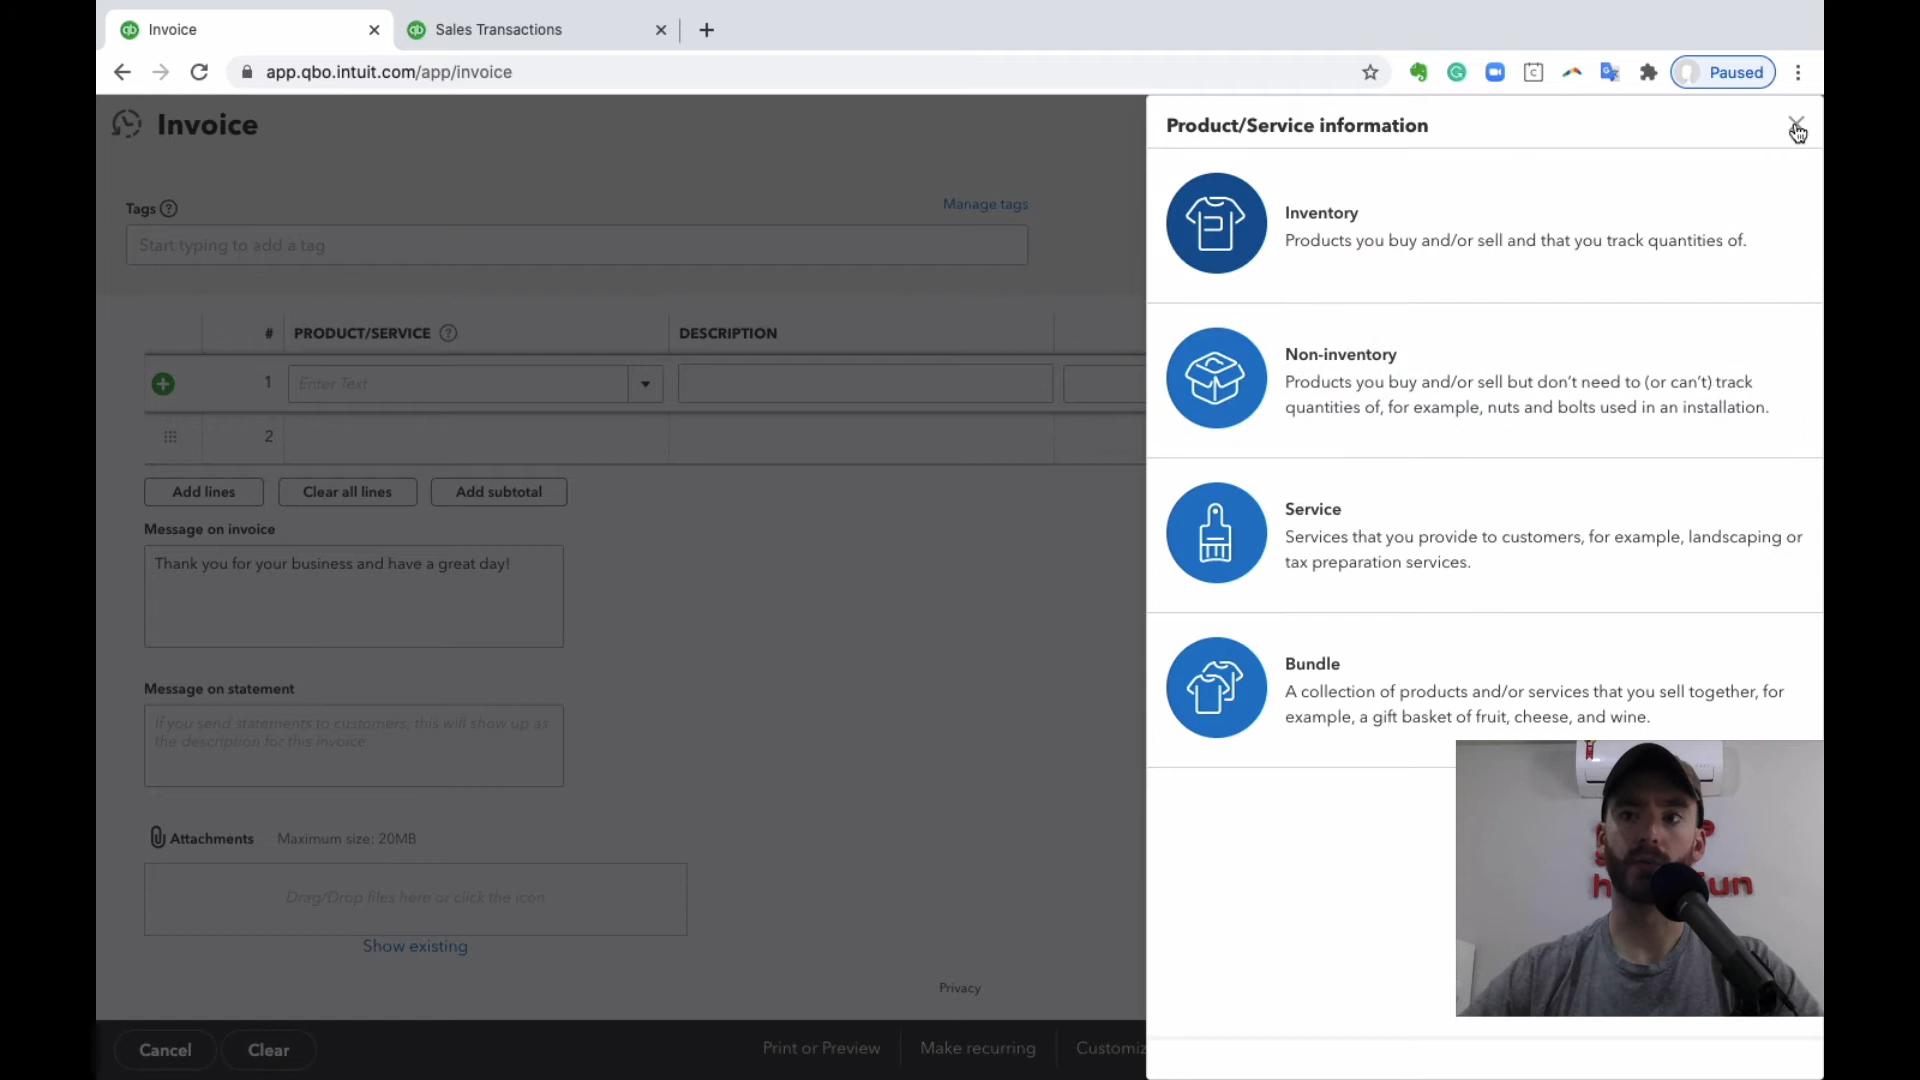 Invoice
Sales Transactions
app.qbo.intuit.com/app/invoice
Paused
Invoice
Tags
Manage tags
Start typing to add a tag
# PRODUCT/SERVICE DESCRIPTION
1 Enter Text
2
Add lines Clear all lines Add subtotal
Message on invoice
Thank you for your business and have a great day!
Message on statement
If you send statements to customers, this will show up as
the description for this invoice.
Attachments Maximum size: 20MB
Drag/Drop files here or click the icon
Show existing
Privacy
Cancel Clear Print or Preview Make recurring Customiz
Product/Service information
Inventory
Products you buy and/or sell and that you track quantities of.
Non-inventory
Products you buy and/or sell but don't need to (or can't) track
quantities of, for example, nuts and bolts used in an installation.
Service
Services that you provide to customers, for example, landscaping or
tax preparation services.
Bundle
A collection of products and/or services that you sell together, for
example, a gift basket of fruit, cheese, and wine.